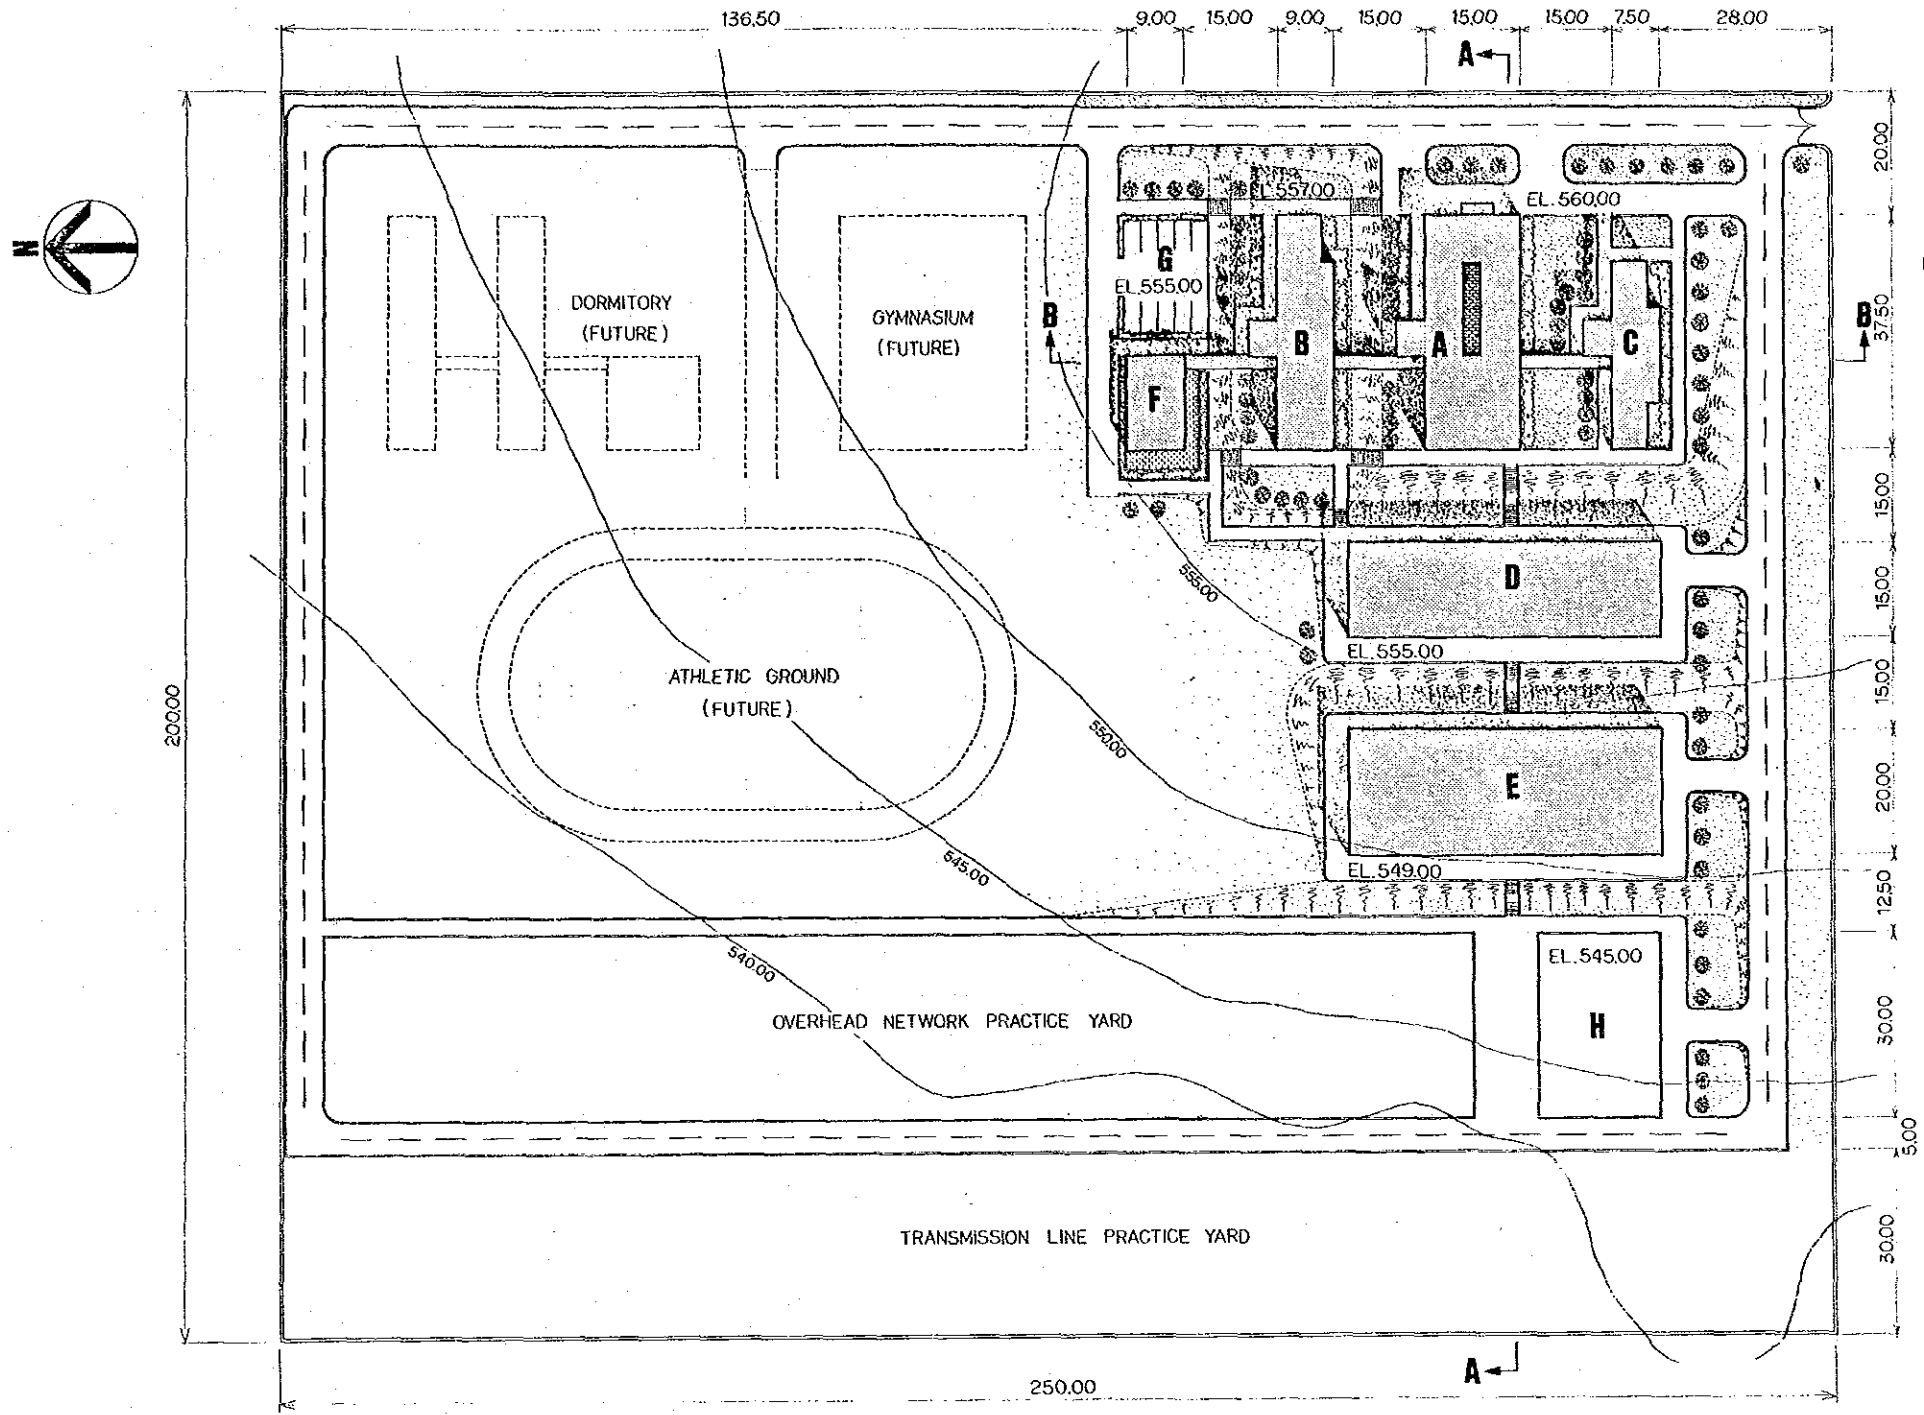 136.50
9.00
15.00
9.00
15.00
15.00
15.00
7.50
28.00
A
20.00
N
EL.557.00
EL.560.00
G
EL.555.00
DORMITORY
(FUTURE)
GYMNASIUM
(FUTURE)
B
B
A
C
B
37.50
F
15.00
555.00
D
15.00
EL.555.00
ATHLETIC GROUND
(FUTURE)
15.00
200.00
550.00
E
20.00
545.00
EL.549.00
12.50
540.00
EL.545.00
OVERHEAD NETWORK PRACTICE YARD
H
30.00
5.00
TRANSMISSION LINE PRACTICE YARD
30.00
A
250.00